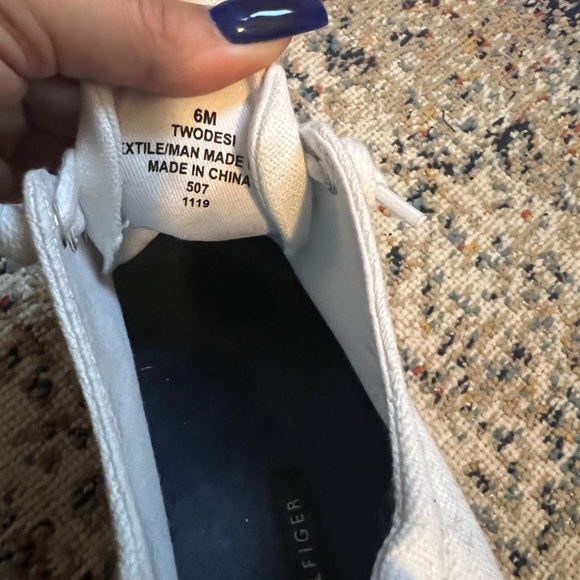 6M
TWODESI
EXTILE/MAN MADE
MADE IN CHINA
507
1119
LFIGER